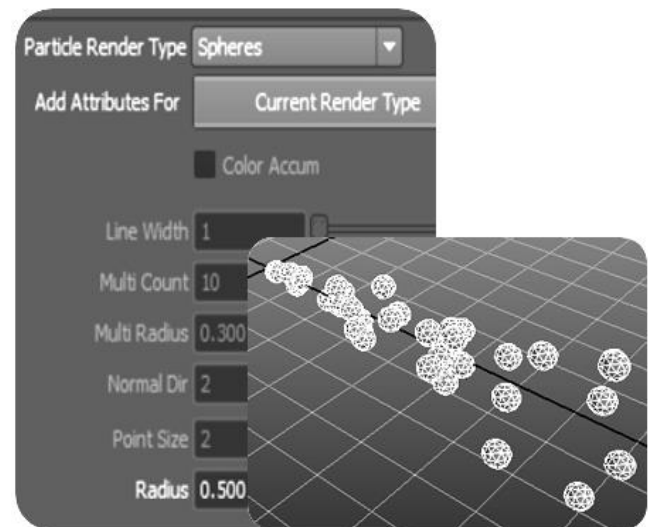 Particle Render Type Spheres
Add Attributes For Current Render Type
Color Accum
Line Width 1
Multi Count 10
Multi Radius 0.300
Normal Dir 2
Point Size 2
Radius 0.500